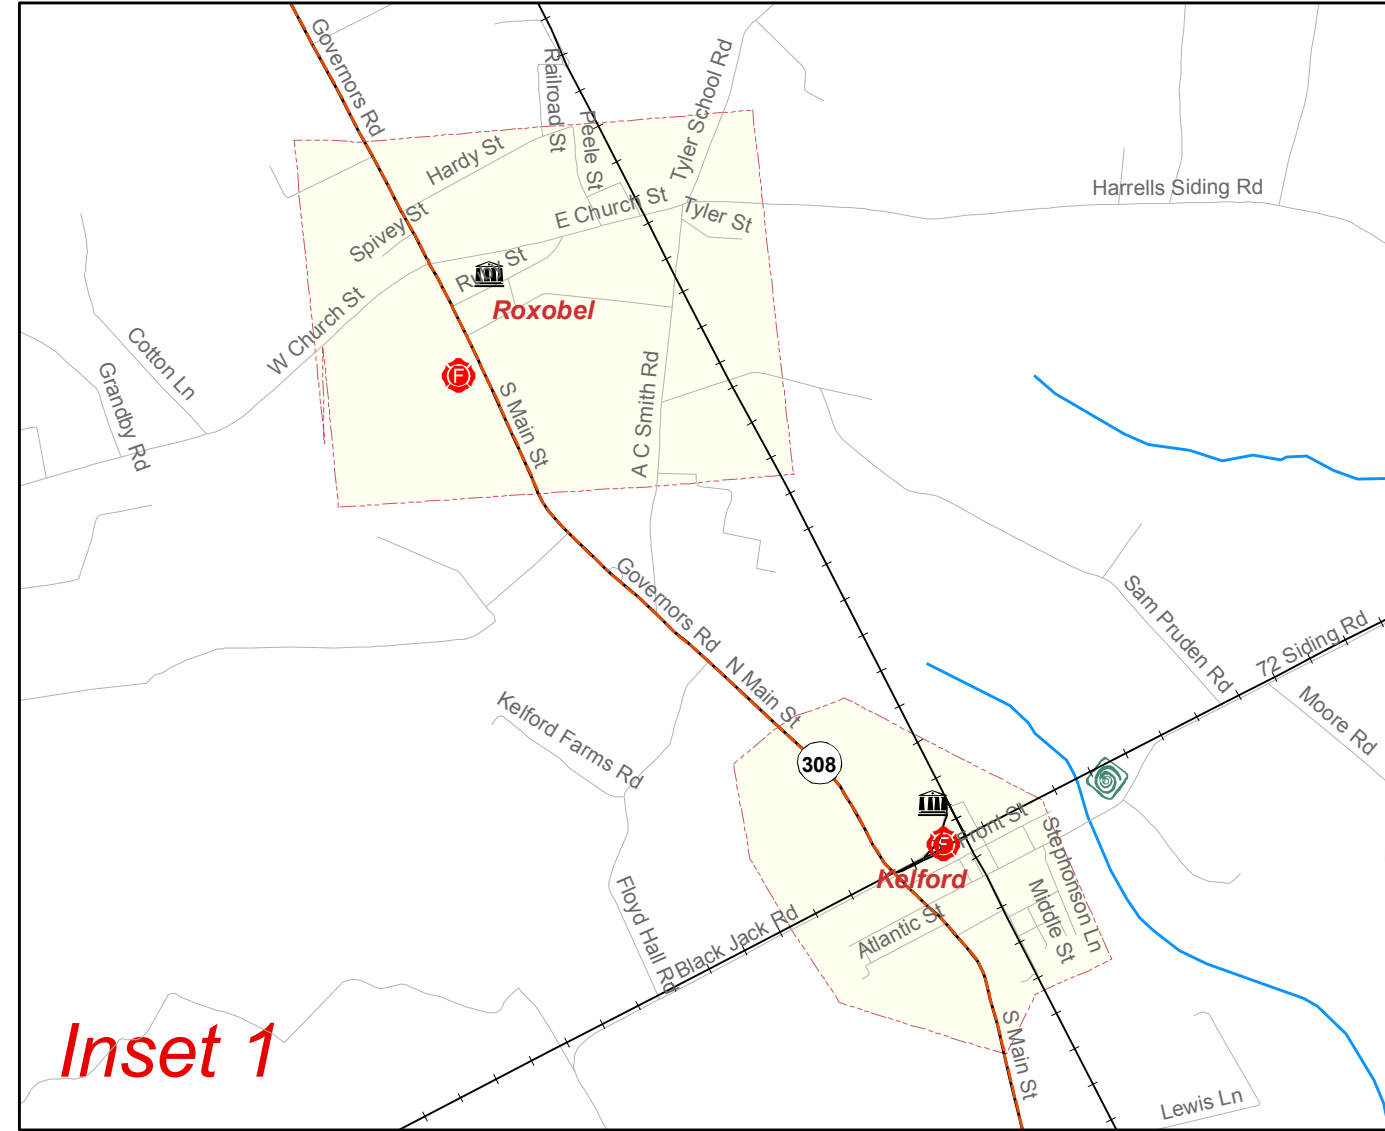 Governors Rd
Railroad St
Peele St
Tyler School Rd
Hardy St
Harrells Siding Rd
E Church St
Tyler St
Spivey St
W Church St
Roxobel
Cotton Ln
Grandby Rd
F
S Main St
A C Smith Rd
Governors Rd
N Main St
Sam Pruden Rd
72 Siding Rd
Moore Rd
Kelford Farms Rd
308
Front St
Stephonson Ln
Kelford
Middle St
Atlantic St
Floyd Hall Rd
Black Jack Rd
S Main St
Inset 1
Lewis Ln